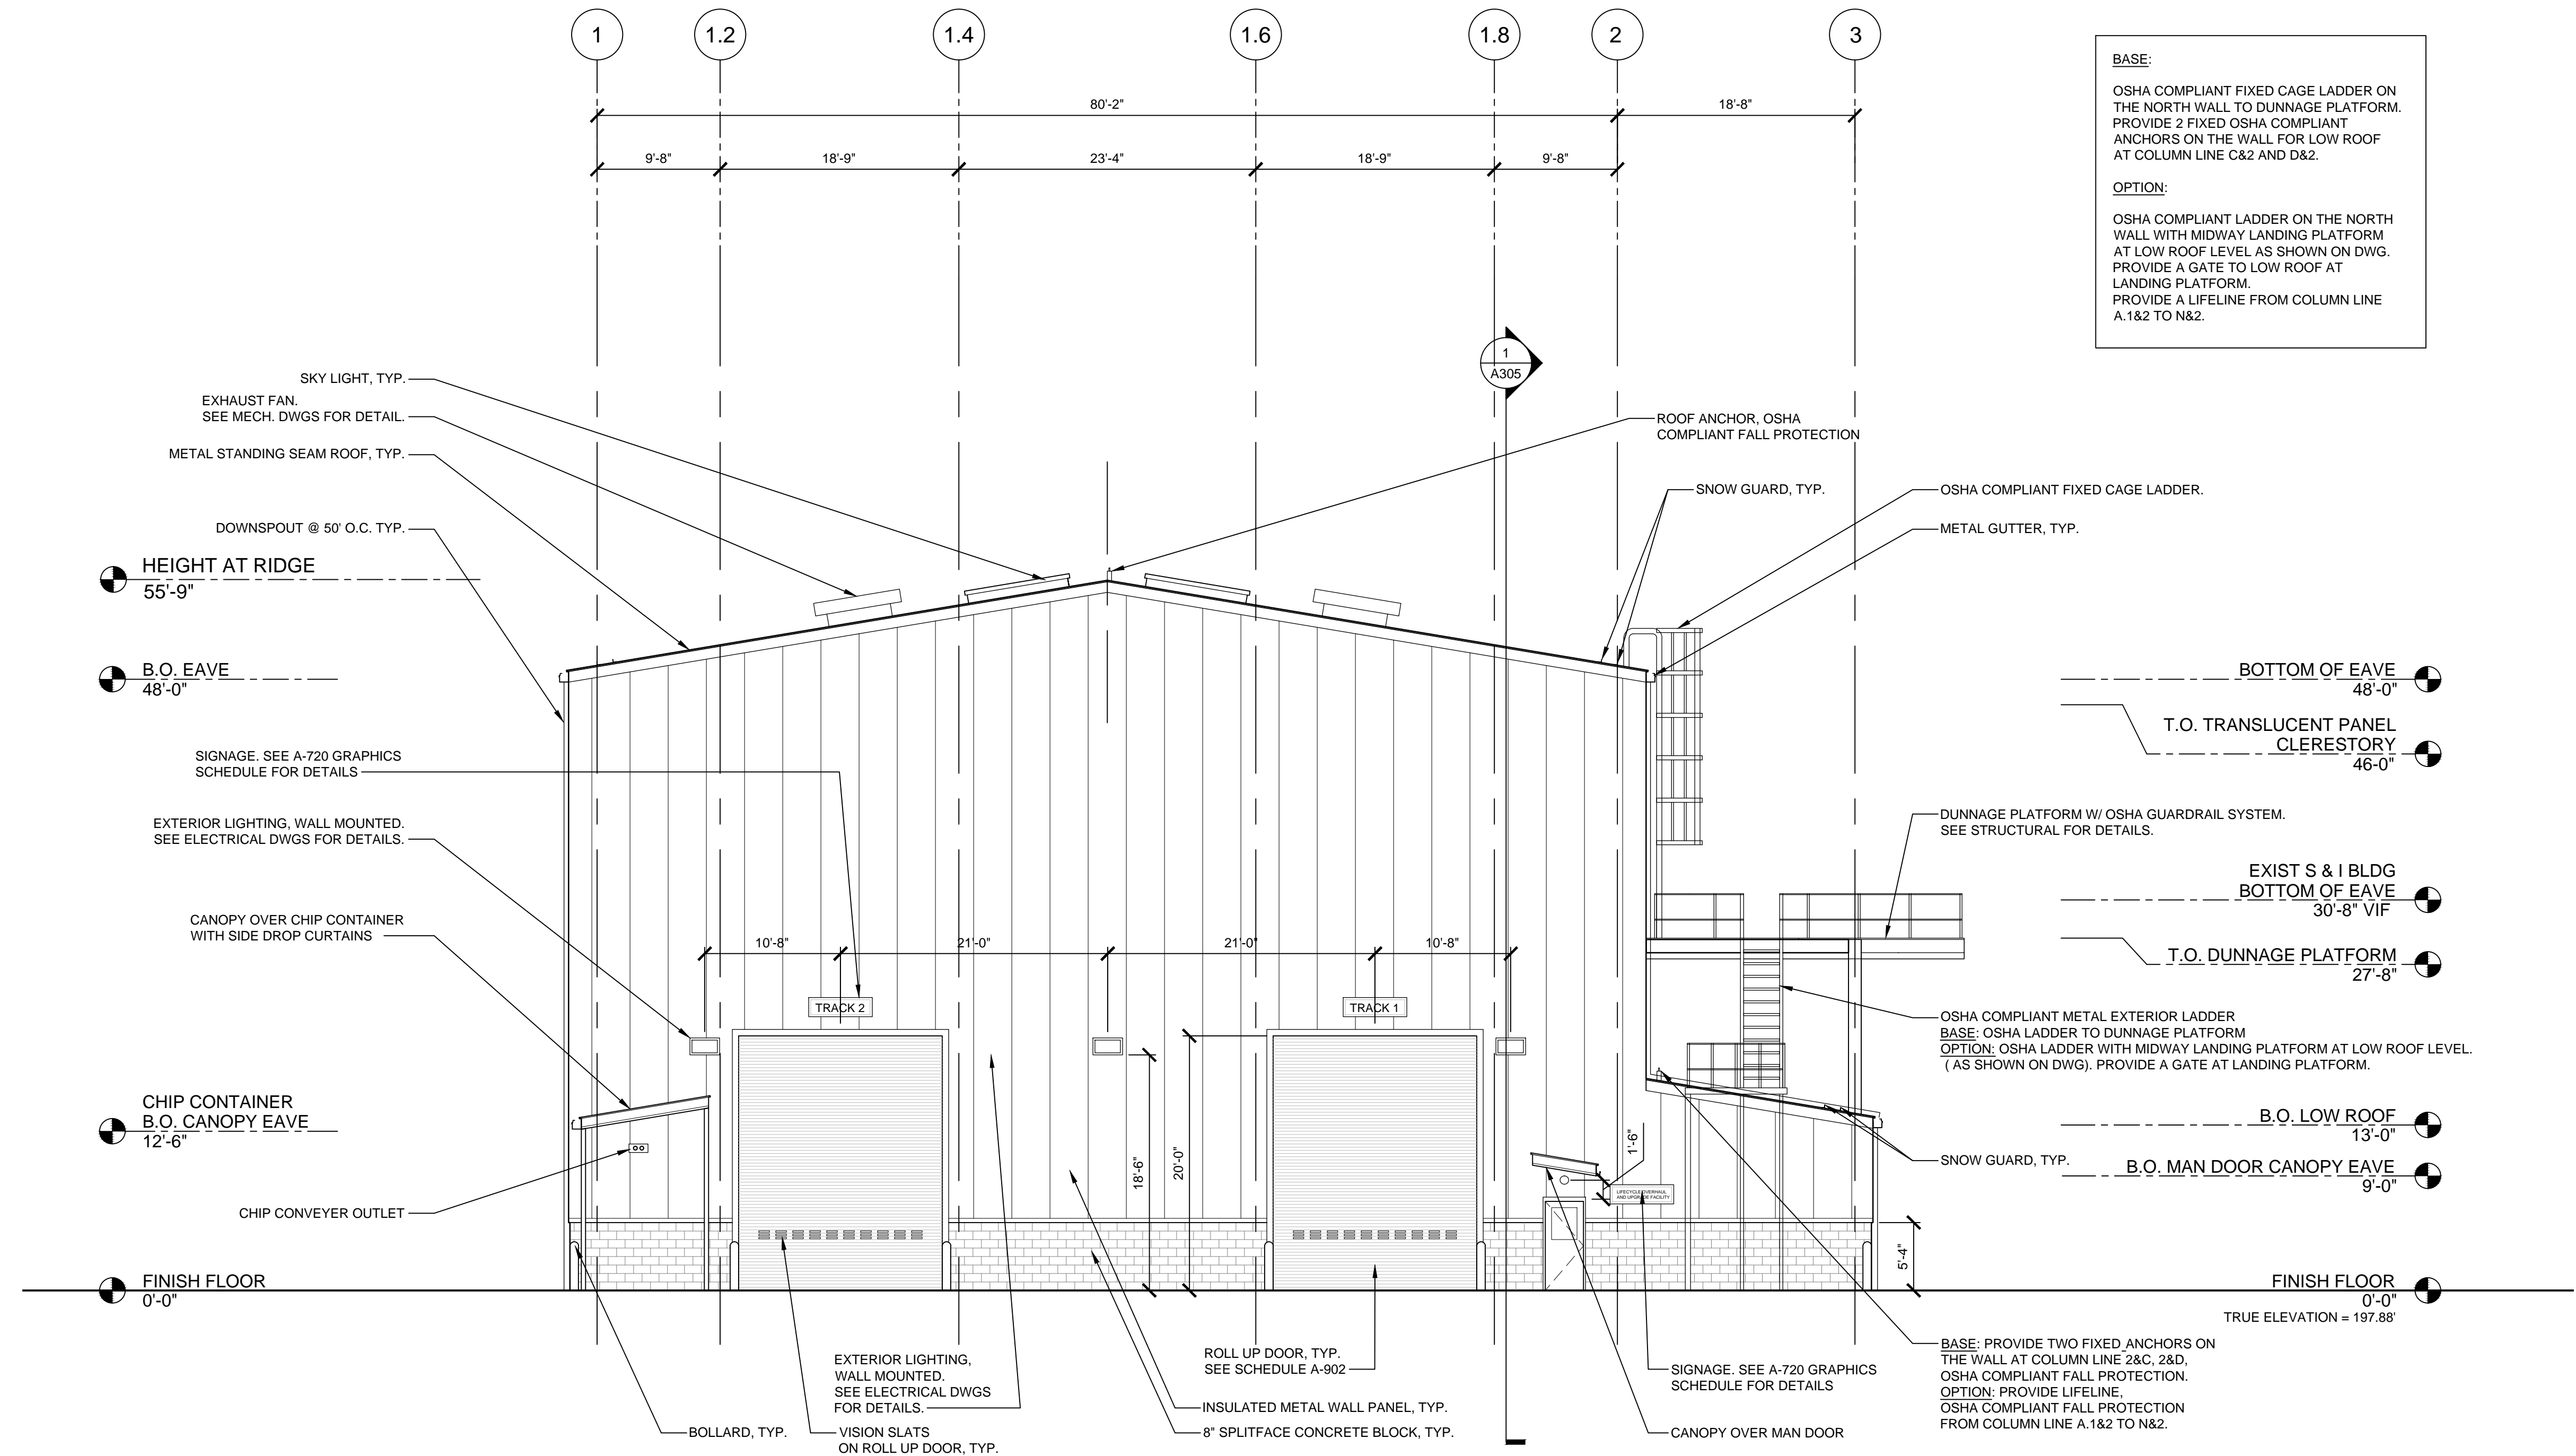 1
1.2
1.4
1.6
1.8
2
3
80'-2"
18'-8"
9'-8"
18'-9"
23'-4"
18'-9"
9'-8"
BASE:
OSHA COMPLIANT FIXED CAGE LADDER ON
THE NORTH WALL TO DUNNAGE PLATFORM.
PROVIDE 2 FIXED OSHA COMPLIANT
ANCHORS ON THE WALL FOR LOW ROOF
AT COLUMN LINE C&2 AND D&2.
OPTION:
OSHA COMPLIANT LADDER ON THE NORTH
WALL WITH MIDWAY LANDING PLATFORM
AT LOW ROOF LEVEL AS SHOWN ON DWG.
PROVIDE A GATE TO LOW ROOF AT
LANDING PLATFORM.
PROVIDE A LIFELINE FROM COLUMN LINE
A.1&2 TO N&2.
1
A305
SKY LIGHT, TYP.
EXHAUST FAN.
SEE MECH. DWGS FOR DETAIL.
METAL STANDING SEAM ROOF, TYP.
DOWNSPOUT @ 50' O.C. TYP.
HEIGHT AT RIDGE
55'-9"
B.O. EAVE
48'-0"
SIGNAGE. SEE A-720 GRAPHICS
SCHEDULE FOR DETAILS
EXTERIOR LIGHTING, WALL MOUNTED.
SEE ELECTRICAL DWGS FOR DETAILS.
CANOPY OVER CHIP CONTAINER
WITH SIDE DROP CURTAINS
CHIP CONTAINER
B.O. CANOPY EAVE
12'-6"
CHIP CONVEYER OUTLET
FINISH FLOOR
0'-0"
ROOF ANCHOR, OSHA
COMPLIANT FALL PROTECTION
SNOW GUARD, TYP.
OSHA COMPLIANT FIXED CAGE LADDER.
METAL GUTTER, TYP.
10'-8"
21'-0"
21'-0"
10'-8"
TRACK 2
TRACK 1
18'-6"
20'-0"
1'-6"
LIFECYCLE OVERHAUL
AND UPGRADE FACILITY
5'-4"
BOTTOM OF EAVE
48'-0"
T.O. TRANSLUCENT PANEL
CLERESTORY
46-0"
DUNNAGE PLATFORM W/ OSHA GUARDRAIL SYSTEM.
SEE STRUCTURAL FOR DETAILS.
EXIST S & I BLDG
BOTTOM OF EAVE
30'-8" VIF
T.O. DUNNAGE PLATFORM
27'-8"
OSHA COMPLIANT METAL EXTERIOR LADDER
BASE: OSHA LADDER TO DUNNAGE PLATFORM
OPTION: OSHA LADDER WITH MIDWAY LANDING PLATFORM AT LOW ROOF LEVEL.
( AS SHOWN ON DWG). PROVIDE A GATE AT LANDING PLATFORM.
B.O. LOW ROOF
13'-0"
SNOW GUARD, TYP.
B.O. MAN DOOR CANOPY EAVE
9'-0"
FINISH FLOOR
0'-0"
TRUE ELEVATION = 197.88'
BASE: PROVIDE TWO FIXED ANCHORS ON
THE WALL AT COLUMN LINE 2&C, 2&D,
OSHA COMPLIANT FALL PROTECTION.
OPTION: PROVIDE LIFELINE,
OSHA COMPLIANT FALL PROTECTION
FROM COLUMN LINE A.1&2 TO N&2.
BOLLARD, TYP.
EXTERIOR LIGHTING,
WALL MOUNTED.
SEE ELECTRICAL DWGS
FOR DETAILS.
VISION SLATS
ON ROLL UP DOOR, TYP.
ROLL UP DOOR, TYP.
SEE SCHEDULE A-902
INSULATED METAL WALL PANEL, TYP.
8" SPLITFACE CONCRETE BLOCK, TYP.
SIGNAGE. SEE A-720 GRAPHICS
SCHEDULE FOR DETAILS
CANOPY OVER MAN DOOR